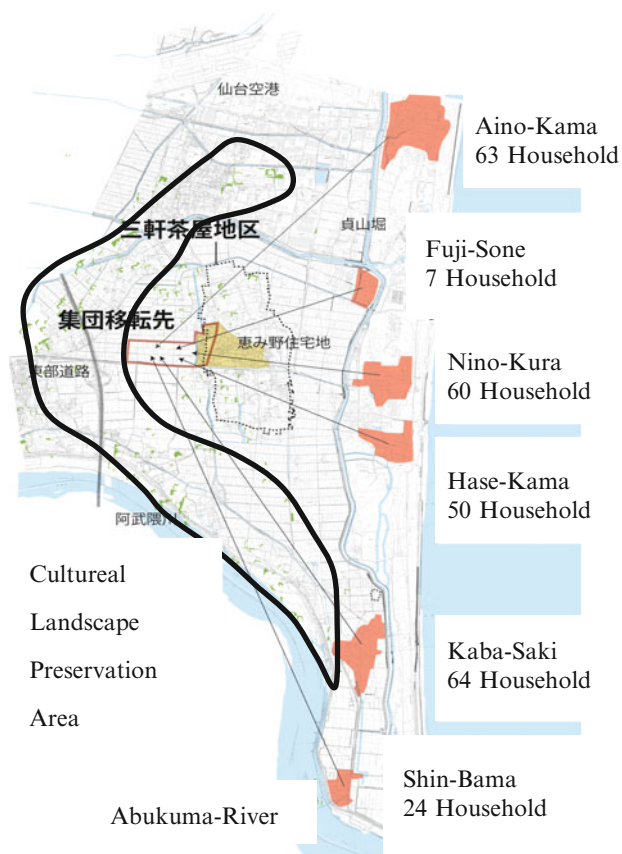 仙台空港
Aino-Kama
63 Household
貞山堀
三軒茶屋地区
Fuji-Sone
7 Household
集団移転先
恵み野住宅地
東部道路
Nino-Kura
60 Household
Hase-Kama
50 Household
阿武隈川
Cultureal
Landscape
Preservation
Area
Kaba-Saki
64 Household
Shin-Bama
24 Household
Abukuma-River